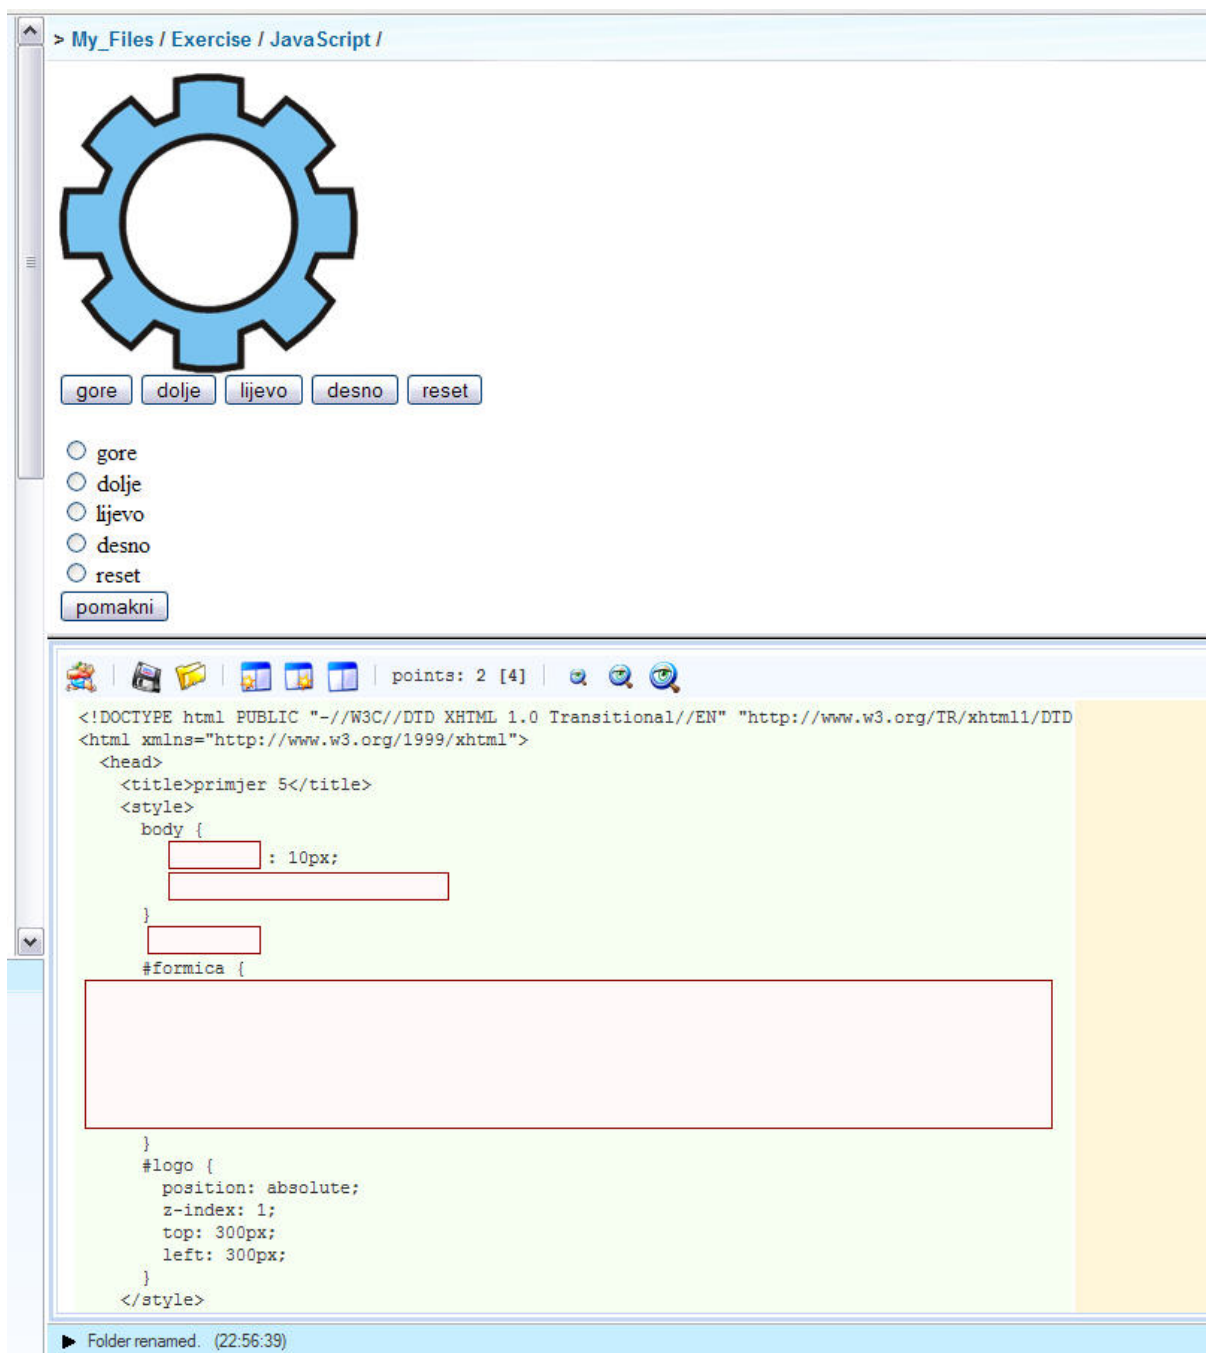 > My_Files / Exercise / JavaScript /
gore dolje lijevo desno reset
gore
dolje
lijevo
desno
reset
pomakni
points: 2 [4]
<!DOCTYPE html PUBLIC "-//W3C//DTD XHTML 1.0 Transitional//EN" "http://www.w3.org/TR/xhtml1/DTD
<html xmlns="http://www.w3.org/1999/xhtml">
<head>
<title>primjer 5</title>
<style>
body {
: 10px;
}
#formica {
}
#logo {
position: absolute;
z-index: 1;
top: 300px;
left: 300px;
}
</style>
Folder renamed. (22:56:39)